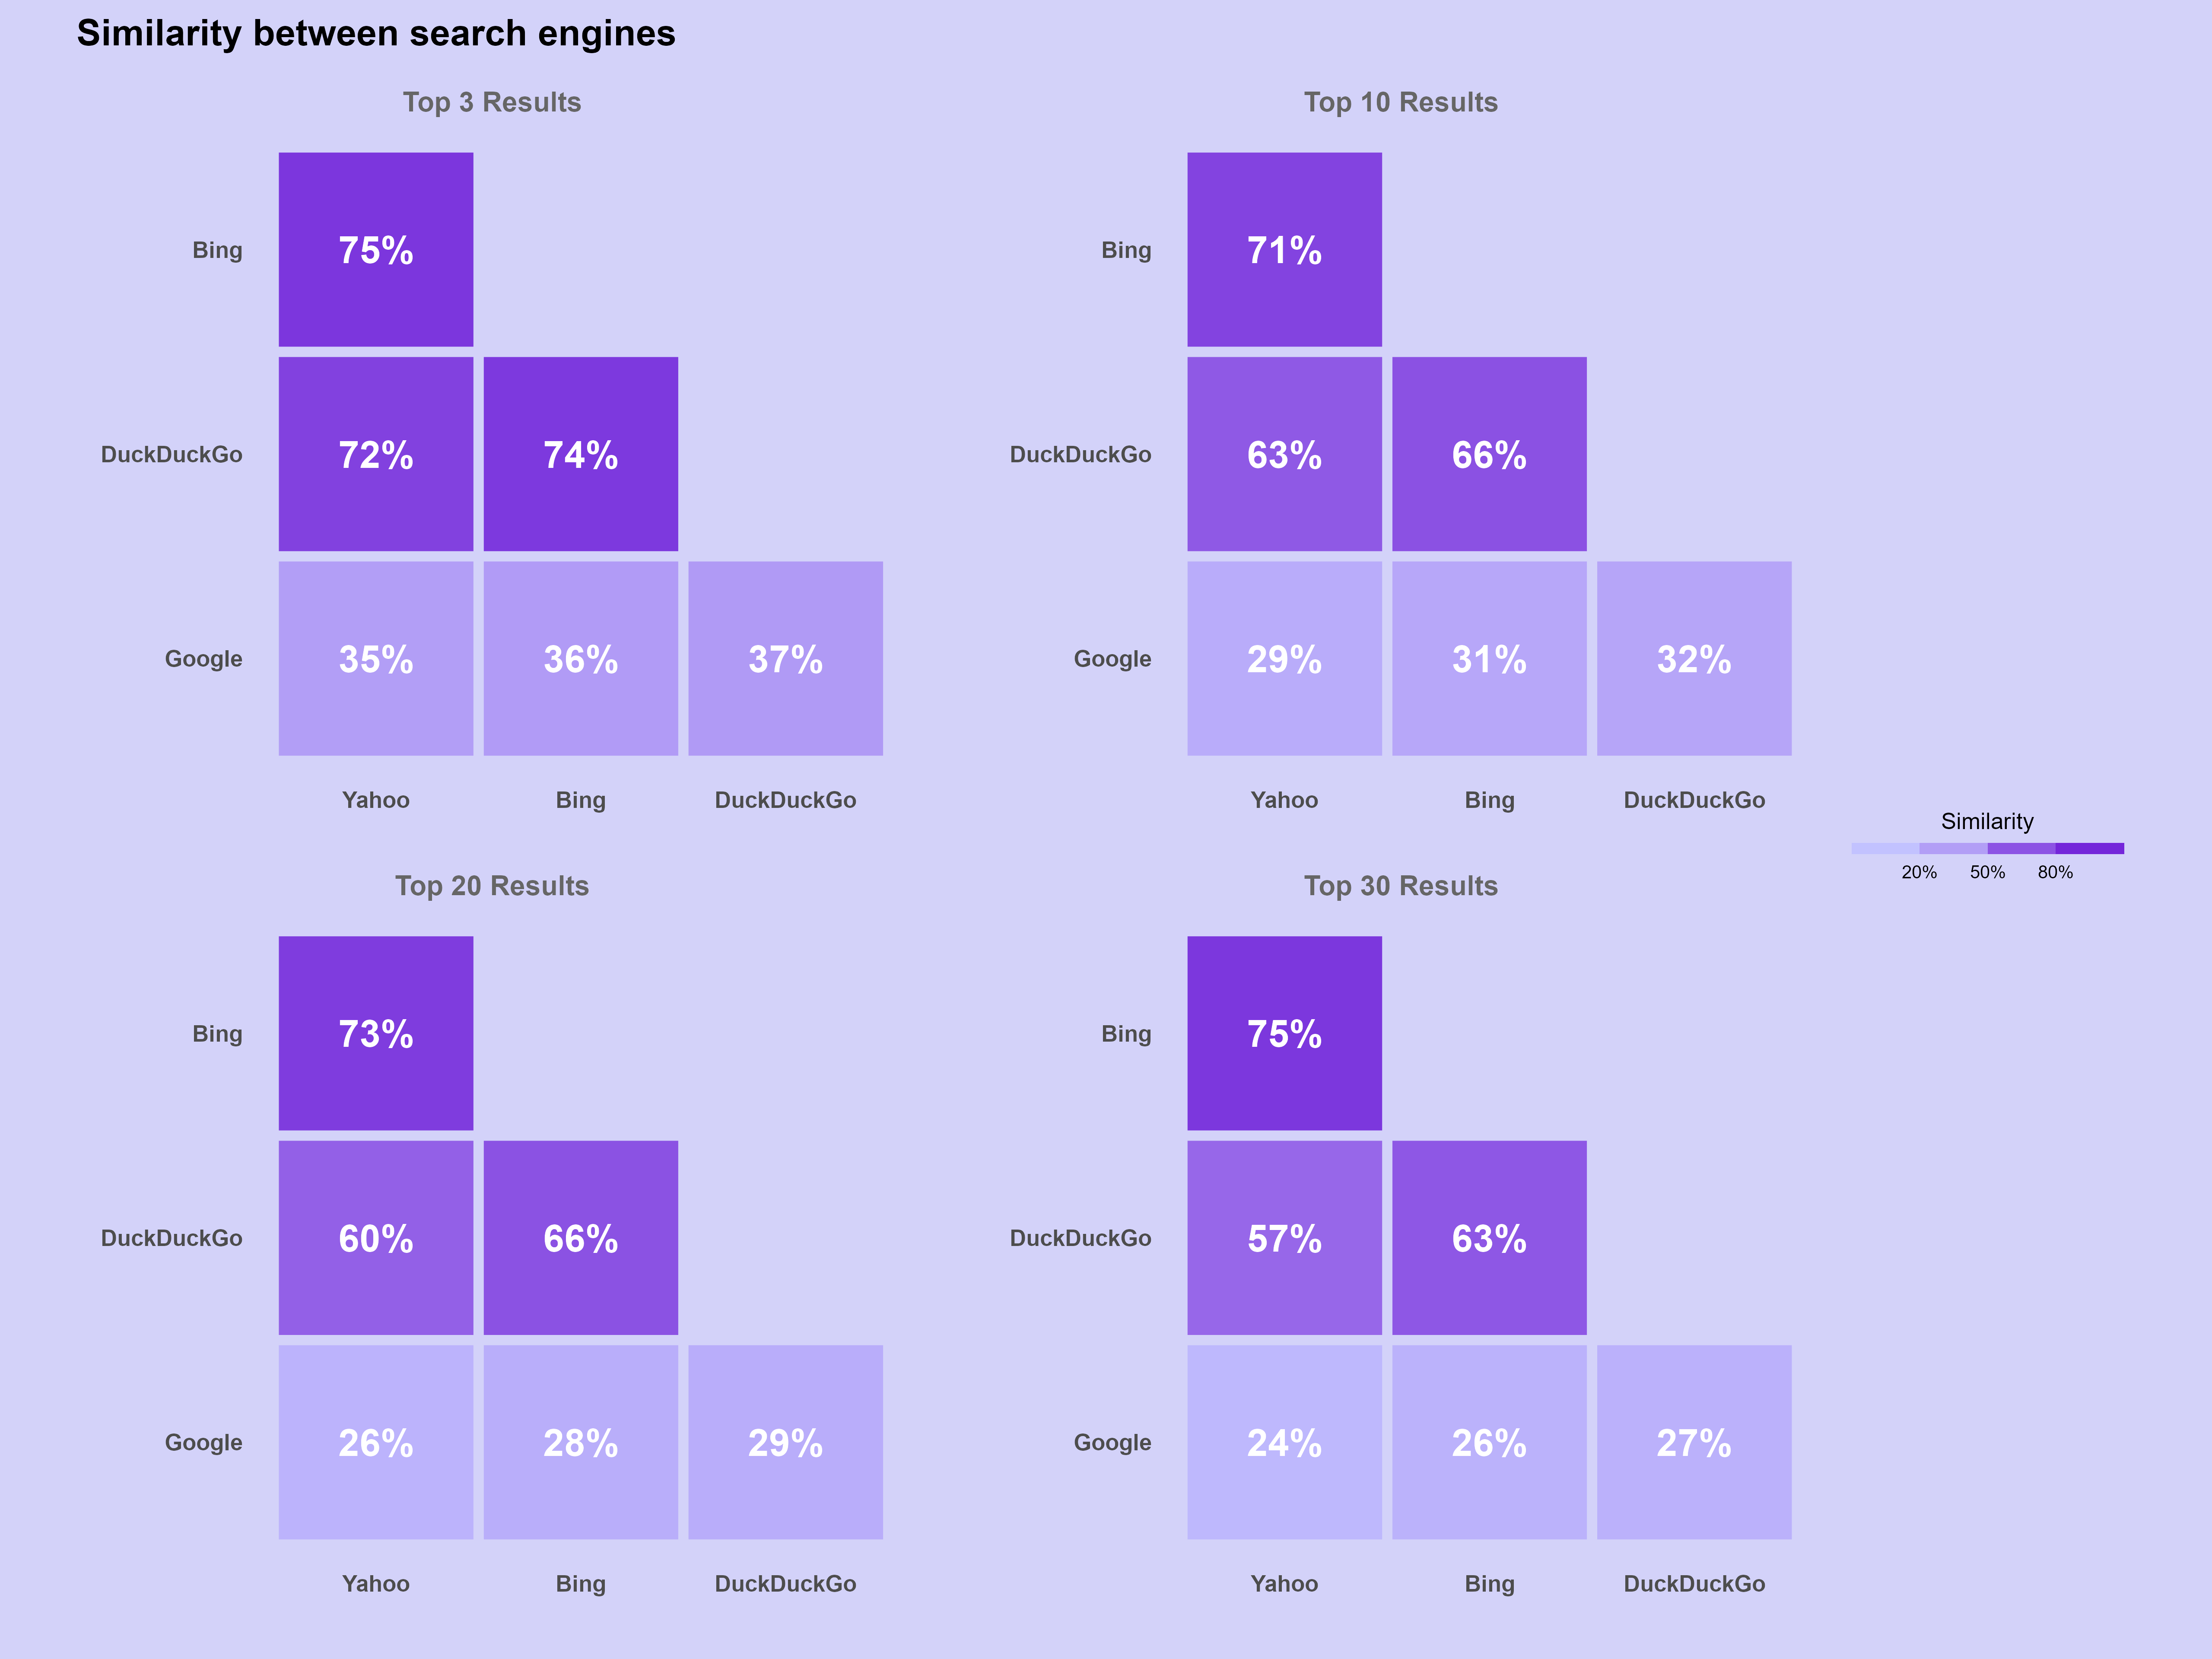 Similarity between search engines
Top 3 Results
Bing
75%
DuckDuckGo
72% 74%
Google
35% 36% 37%
Yahoo Bing DuckDuckGo
Top 10 Results
Bing
71%
DuckDuckGo
63% 66%
Google
29% 31% 32%
Yahoo Bing DuckDuckGo
Similarity
20% 50% 80%
Top 20 Results
Bing
73%
DuckDuckGo
60% 66%
Google
26% 28% 29%
Yahoo Bing DuckDuckGo
Top 30 Results
Bing
75%
DuckDuckGo
57% 63%
Google
24% 26% 27%
Yahoo Bing DuckDuckGo